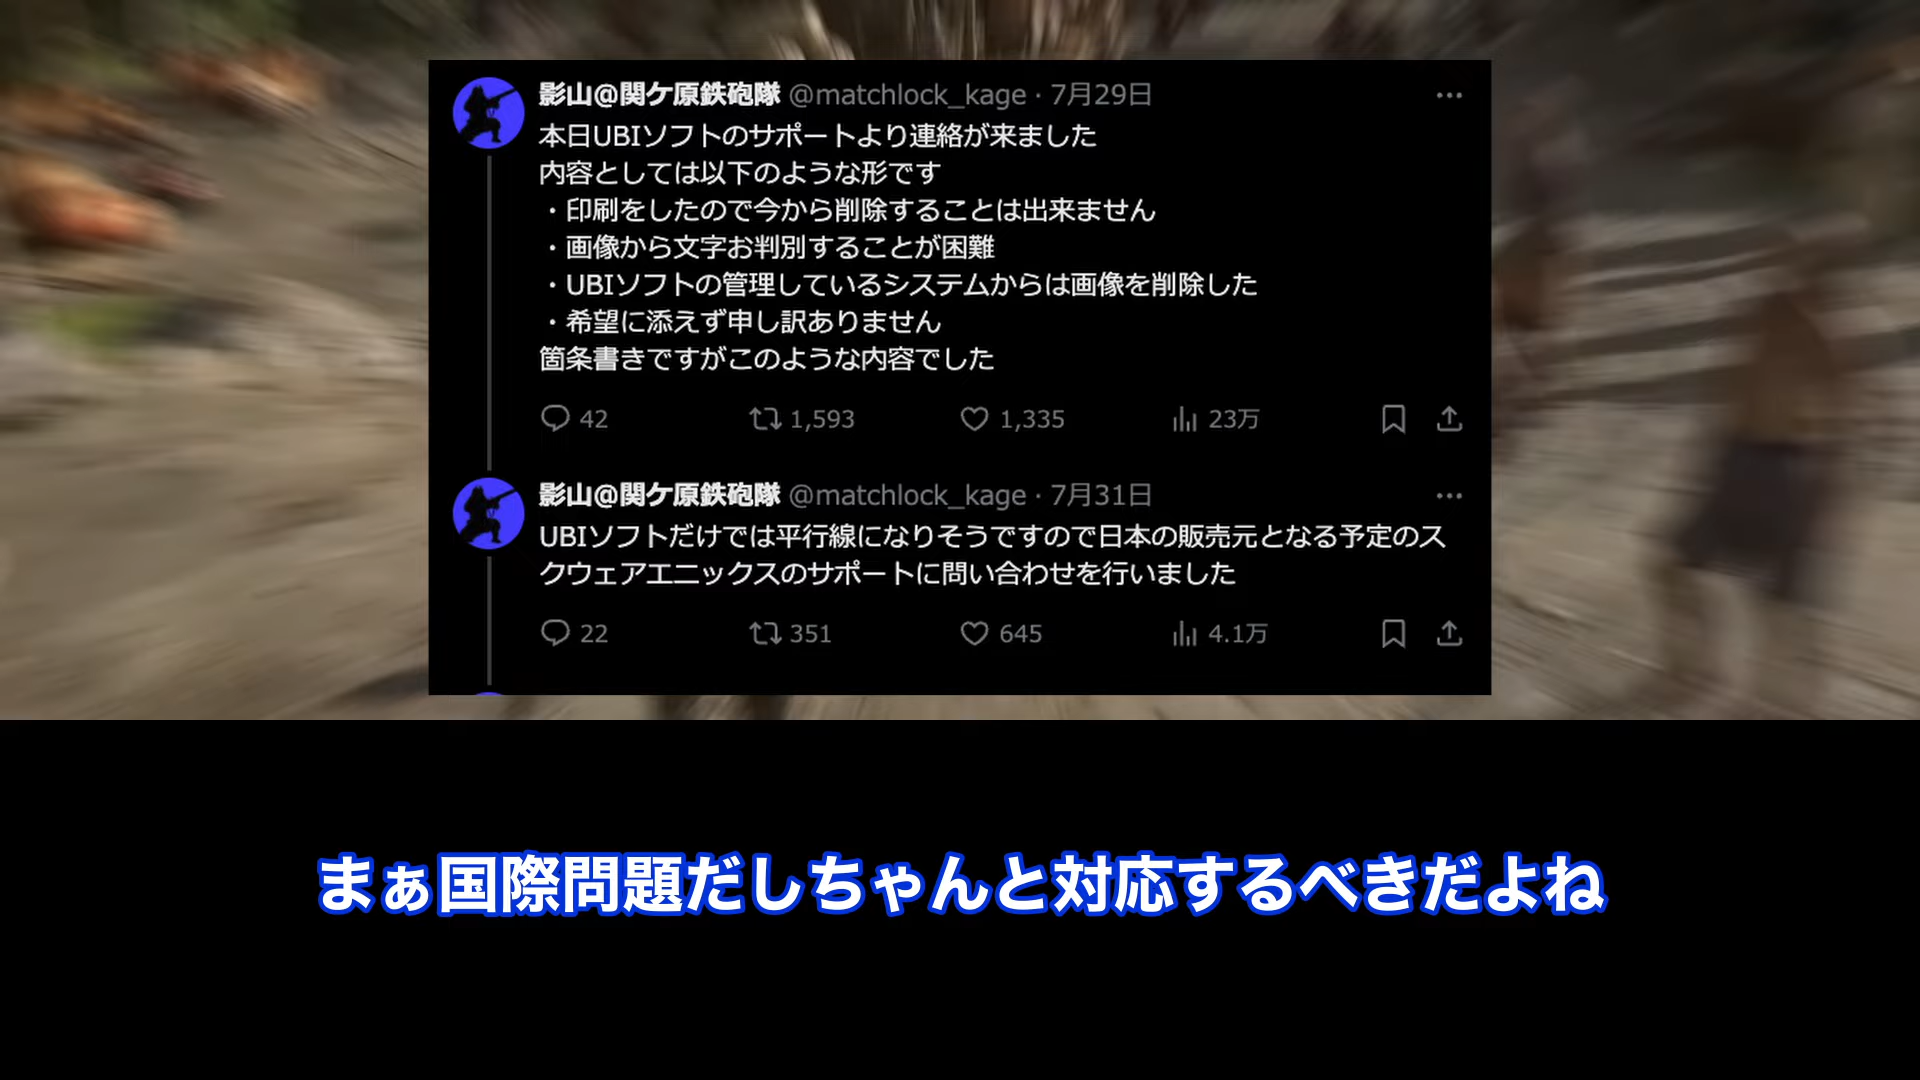 影山@関ケ原鉄砲隊 @matchlock_kage · 7月29日
本日UBIソフトのサポートより連絡が来ました
内容としては以下のような形です
・印刷をしたので今から削除することは出来ません
・画像から文字お判別することが困難
・UBIソフトの管理しているシステムからは画像を削除した
・希望に添えず申し訳ありません
箇条書きですがこのような内容でした
42 1,593 1,335 23万
影山@関ケ原鉄砲隊 @matchlock_kage · 7月31日
UBIソフトだけでは平行線になりそうですので日本の販売元となる予定のス
クウェアエニックスのサポートに問い合わせを行いました
22 351 645 4.1万
まぁ国際問題だしちゃんと対応するべきだよね